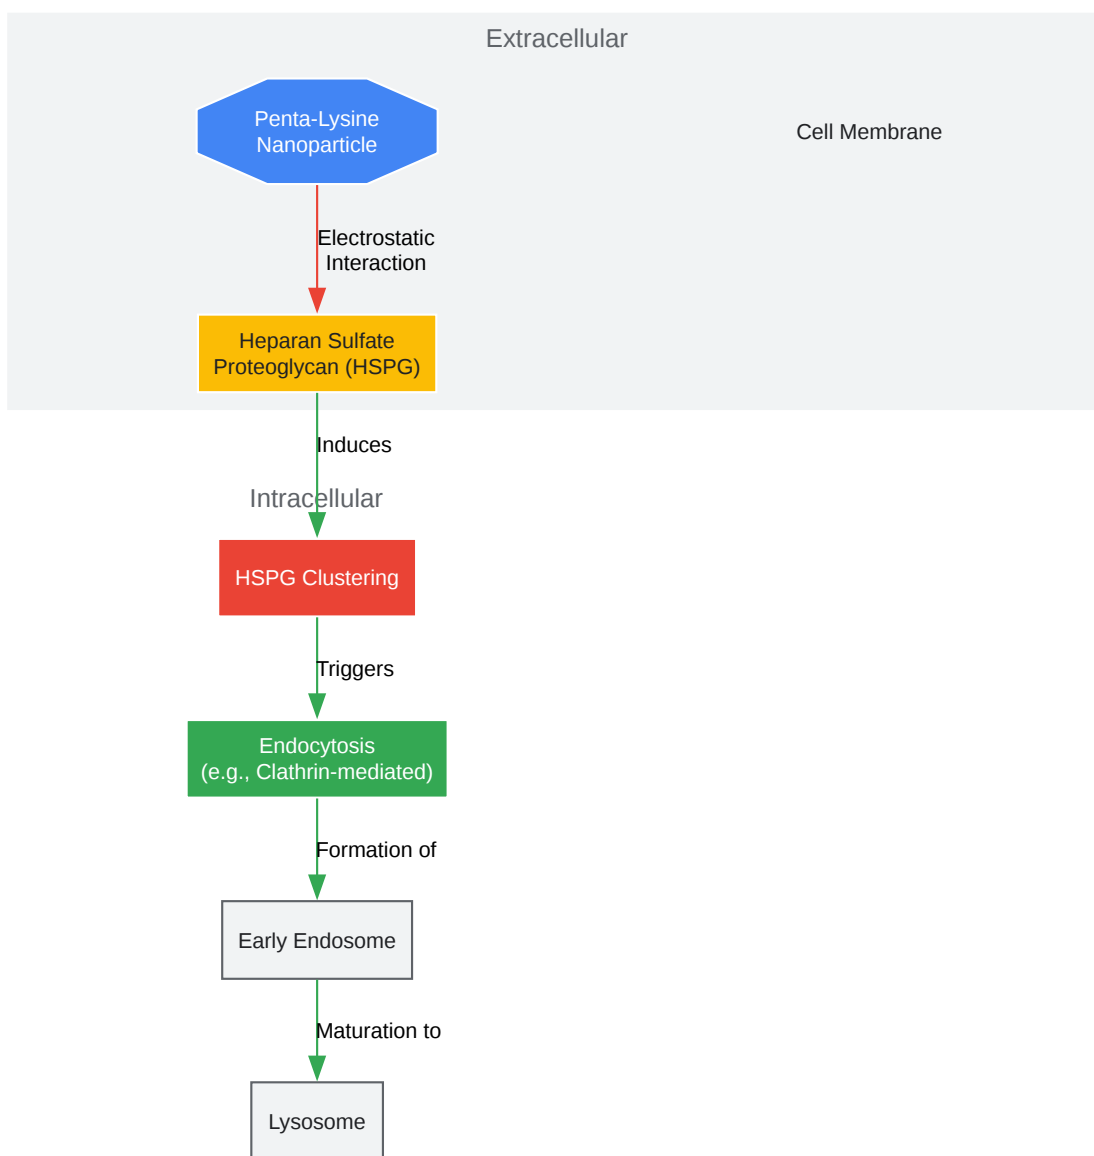 Extracellular
Penta-Lysine
Nanoparticle
Cell Membrane
Electrostatic
Interaction
Heparan Sulfate
Proteoglycan (HSPG)
Induces
Intracellular
HSPG Clustering
Triggers
Endocytosis
(e.g., Clathrin-mediated)
Formation of
Early Endosome
Maturation to
Lysosome